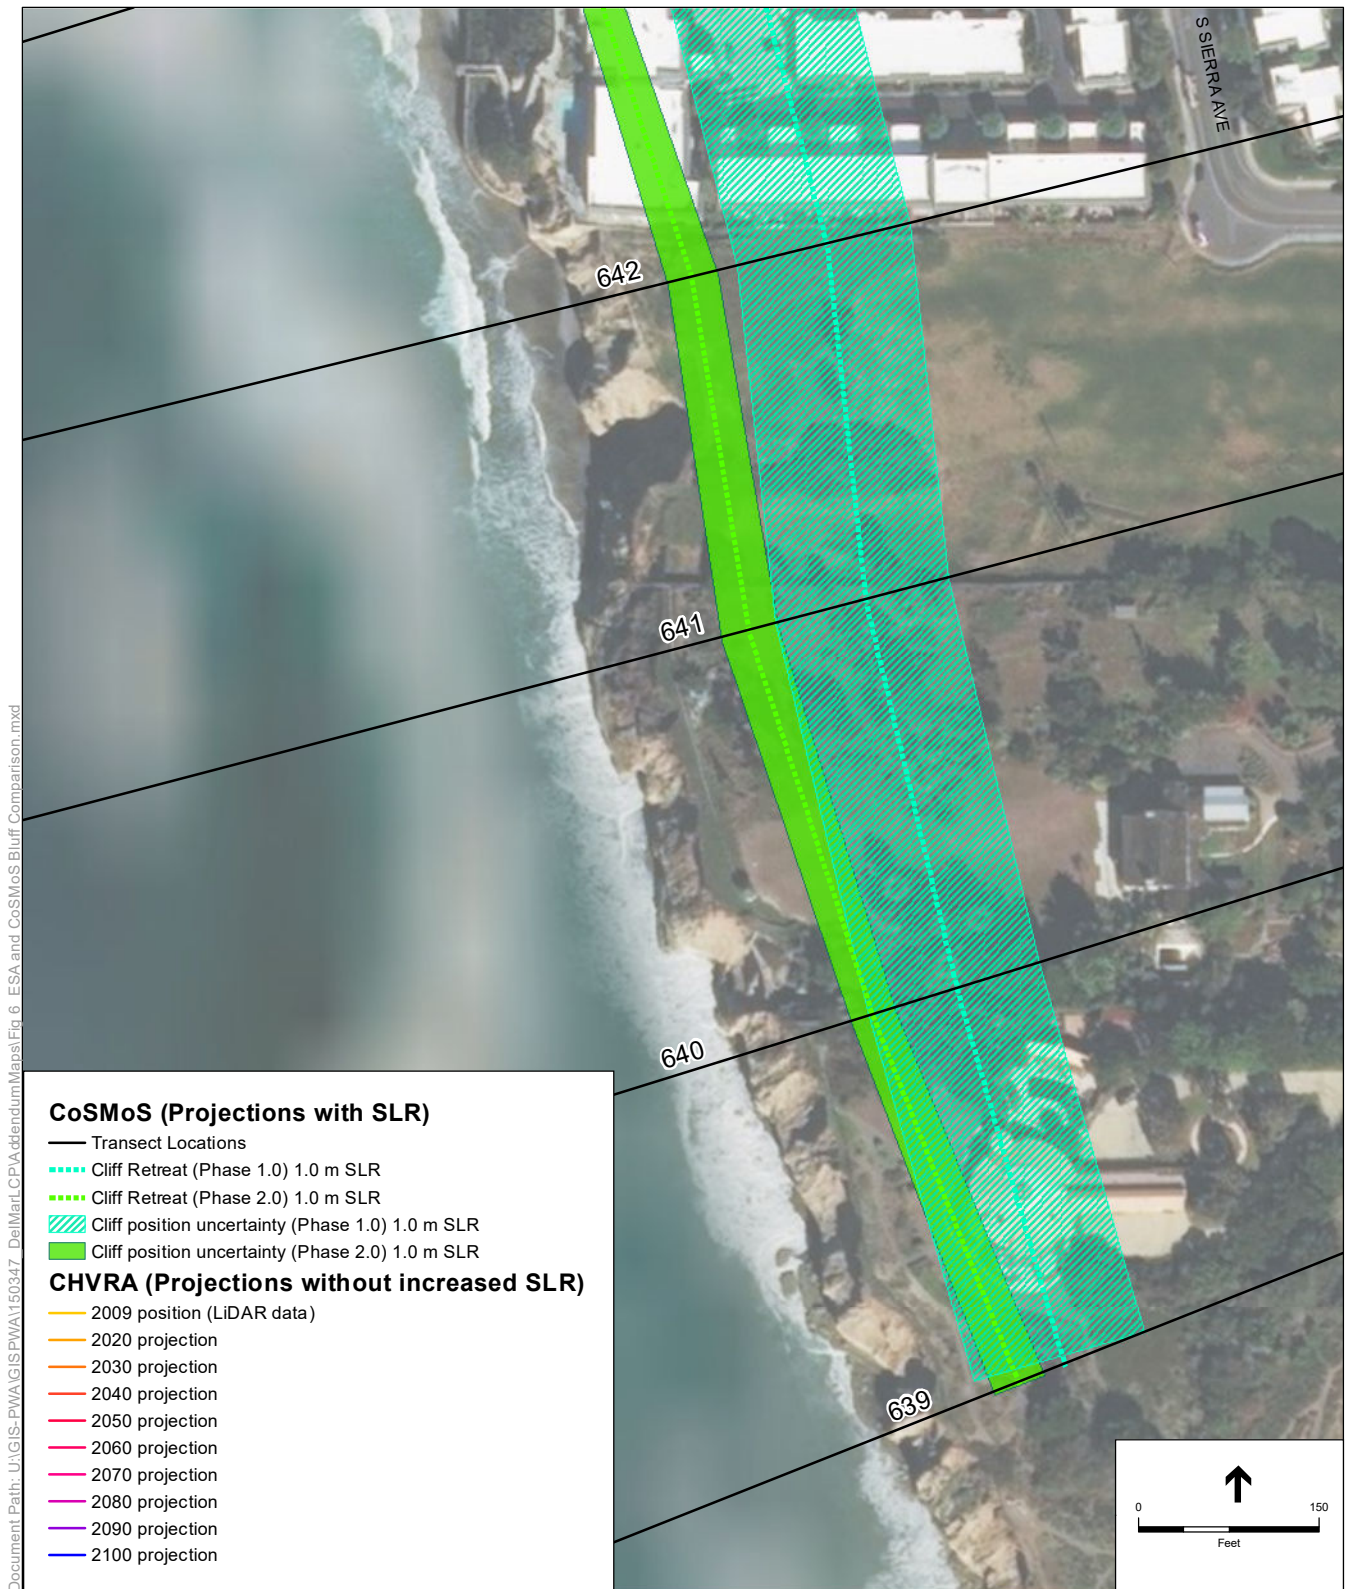 S SIERRA AVE
642
641
640
639
CoSMoS (Projections with SLR)
Transect Locations
Cliff Retreat (Phase 1.0) 1.0 m SLR
Cliff Retreat (Phase 2.0) 1.0 m SLR
Cliff position uncertainty (Phase 1.0) 1.0 m SLR
Cliff position uncertainty (Phase 2.0) 1.0 m SLR
CHVRA (Projections without increased SLR)
2009 position (LiDAR data)
2020 projection
2030 projection
2040 projection
2050 projection
2060 projection
2070 projection
2080 projection
2090 projection
2100 projection
0 150
Feet
Document Path: U:\GIS-PWA\GISPWA\150347_DelMarLCP\AddendumMaps\Fig 6_ESA and CoSMoS Bluff Comparison.mxd